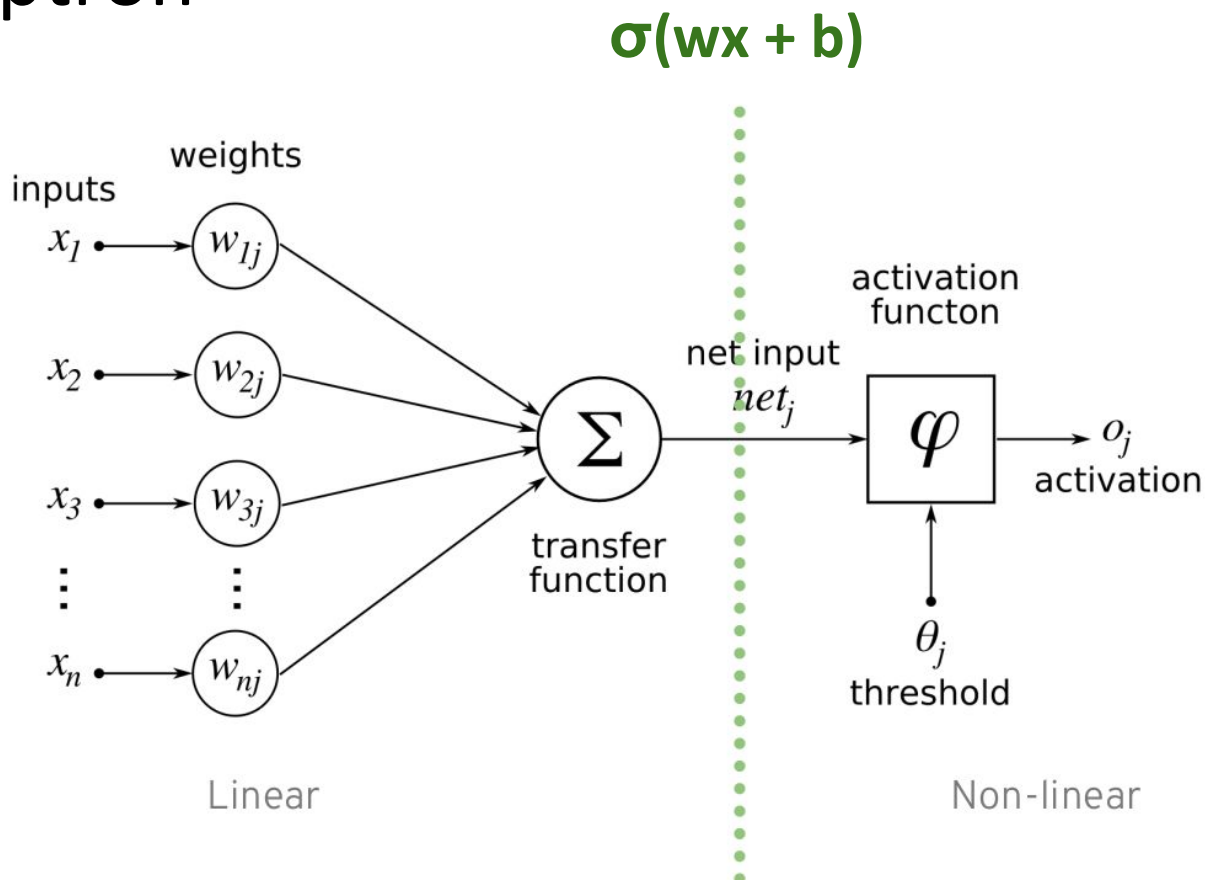 ptron
σ(wx + b)
weights
inputs
x1
w1j
x2
w2j
x3
w3j
⋮
⋮
xn
wnj
Σ
transfer
function
net input
netj
activation
functon
φ
oj
activation
θj
threshold
Linear
Non-linear